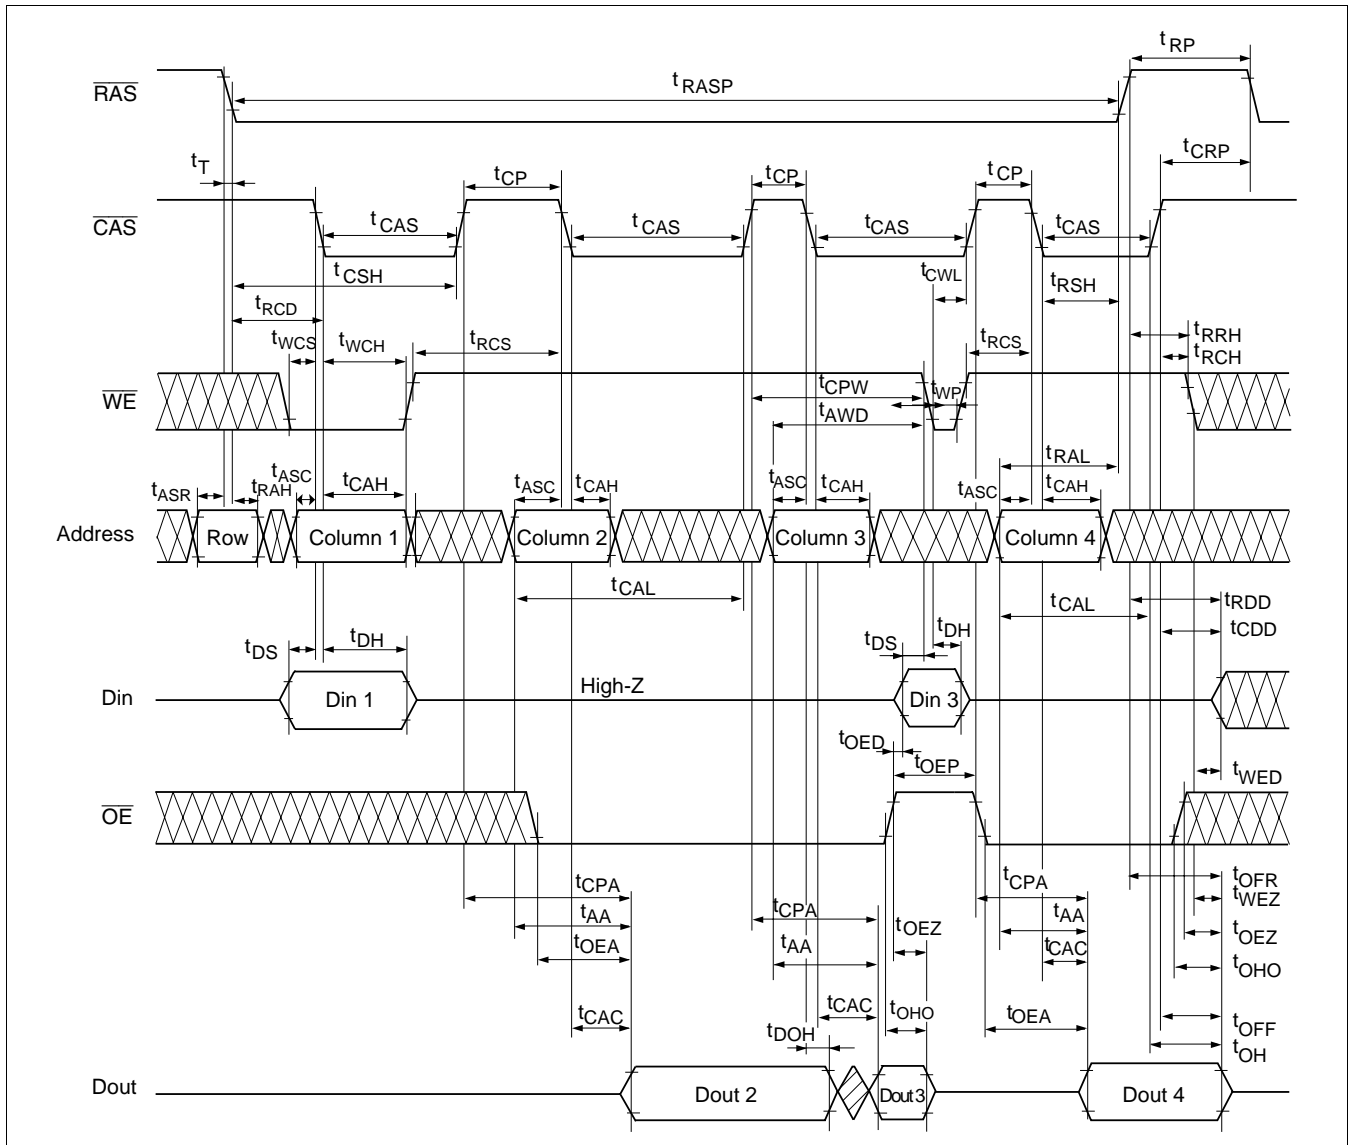 tRP
RAS
tRASP
tCRP
tT
tCP
tCP
tCP
CAS
tCAS
tCAS
tCAS
tCAS
tCSH
tCWL
tRSH
tRCD
tWCS
tWCH
tRCS
tRCS
tRRH
tRCH
WE
tCPW
tWP
tAWD
tRAL
tASR
tRAH
tASC
tCAH
tASC
tCAH
tASC
tCAH
tASC
tCAH
Address
Row
Column 1
Column 2
Column 3
Column 4
tCAL
tCAL
tRDD
tCDD
tDS
tDH
tDS
tDH
Din
Din 1
High-Z
Din 3
tOED
tOEP
tWED
OE
tCPA
tCPA
tCPA
tOFR
tWEZ
tAA
tAA
tAA
tOEA
tOEZ
tCAC
tOEZ
tOHO
tCAC
tCAC
tOHO
tOEA
tDOH
tOFF
tOH
Dout
Dout 2
Dout 3
Dout 4